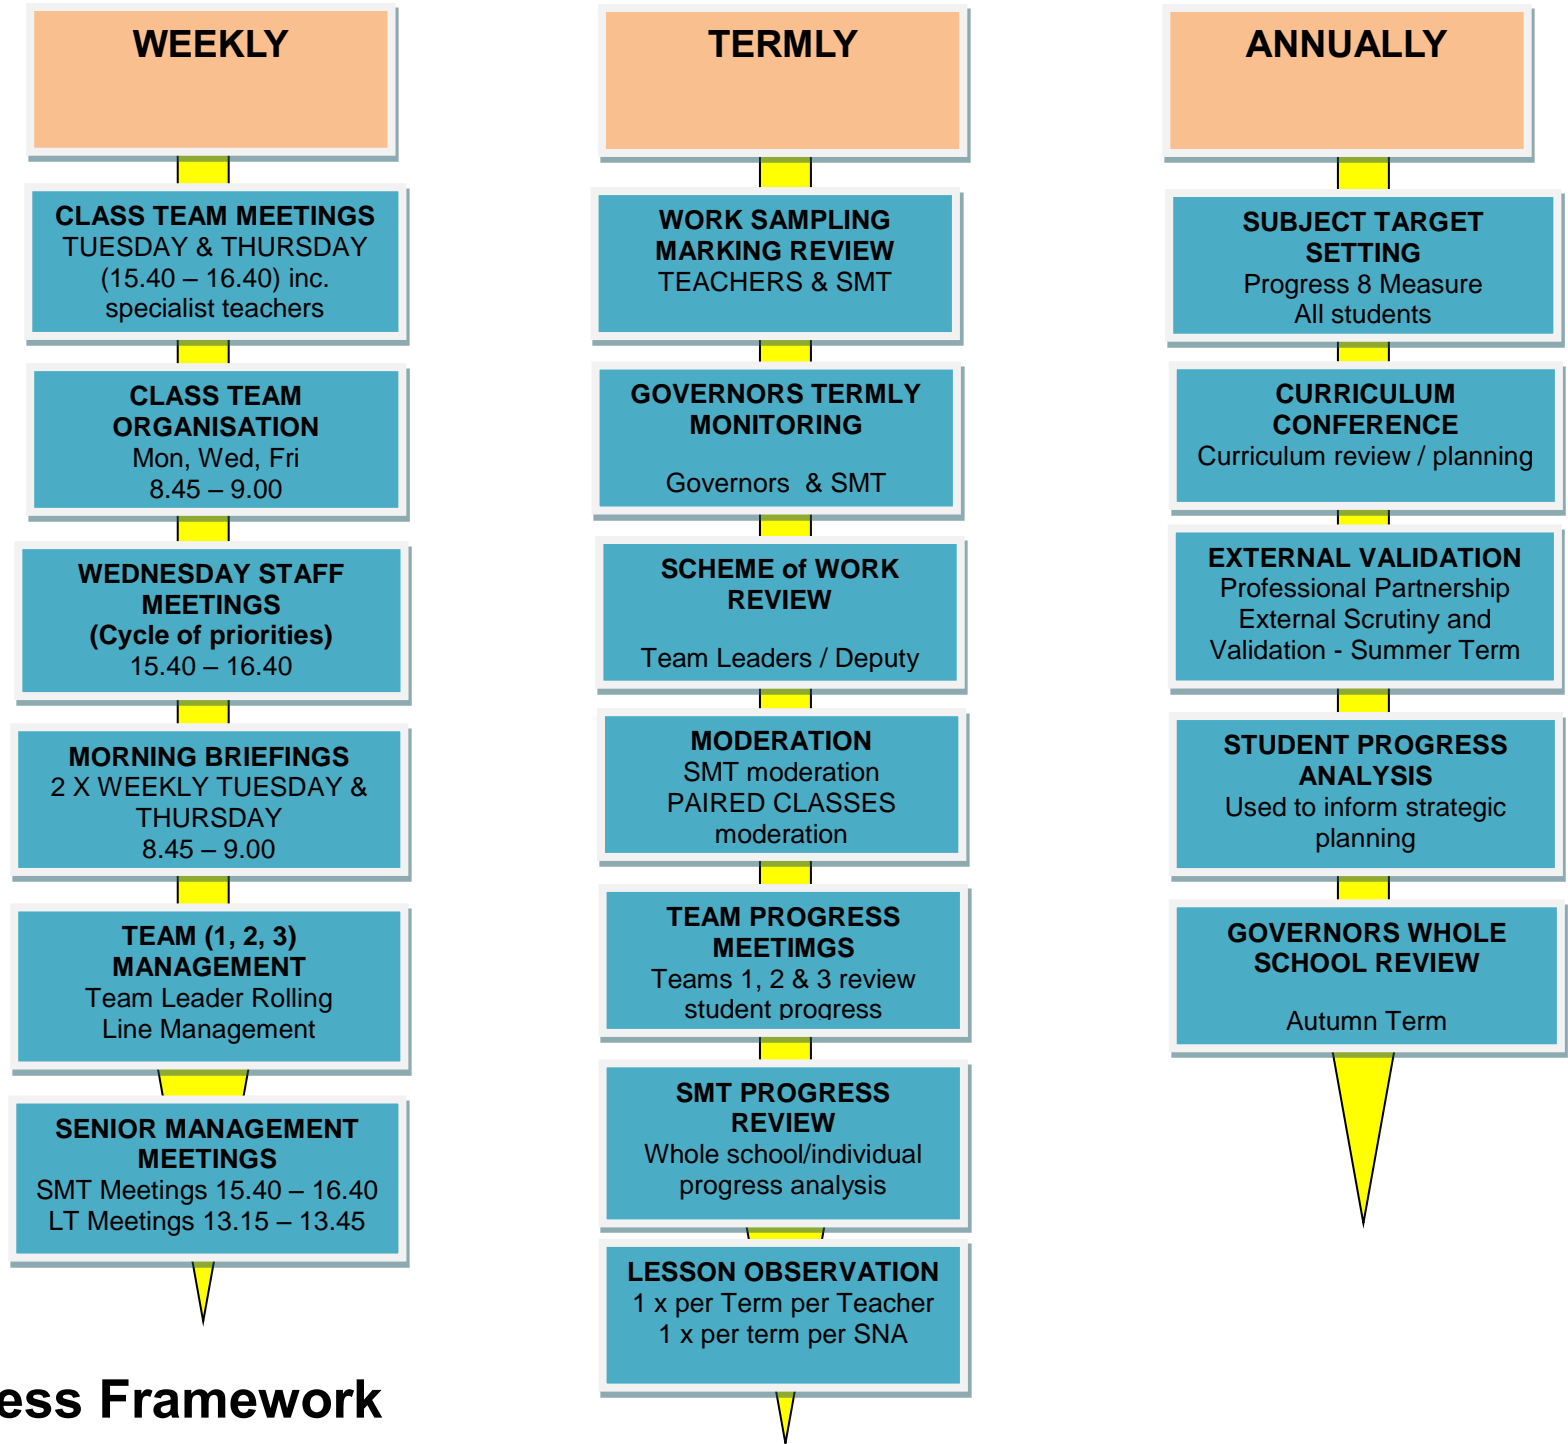 WEEKLY
CLASS TEAM MEETINGS
TUESDAY & THURSDAY
(15.40 – 16.40) inc.
specialist teachers
CLASS TEAM
ORGANISATION
Mon, Wed, Fri
8.45 – 9.00
WEDNESDAY STAFF
MEETINGS
(Cycle of priorities)
15.40 – 16.40
MORNING BRIEFINGS
2 X WEEKLY TUESDAY &
THURSDAY
8.45 – 9.00
TEAM (1, 2, 3)
MANAGEMENT
Team Leader Rolling
Line Management
SENIOR MANAGEMENT
MEETINGS
SMT Meetings 15.40 – 16.40
LT Meetings 13.15 – 13.45
TERMLY
WORK SAMPLING
MARKING REVIEW
TEACHERS & SMT
GOVERNORS TERMLY
MONITORING
Governors & SMT
SCHEME of WORK
REVIEW
Team Leaders / Deputy
MODERATION
SMT moderation
PAIRED CLASSES
moderation
TEAM PROGRESS
MEETIMGS
Teams 1, 2 & 3 review
student progress
SMT PROGRESS
REVIEW
Whole school/individual
progress analysis
LESSON OBSERVATION
1 x per Term per Teacher
1 x per term per SNA
ANNUALLY
SUBJECT TARGET
SETTING
Progress 8 Measure
All students
CURRICULUM
CONFERENCE
Curriculum review / planning
EXTERNAL VALIDATION
Professional Partnership
External Scrutiny and
Validation - Summer Term
STUDENT PROGRESS
ANALYSIS
Used to inform strategic
planning
GOVERNORS WHOLE
SCHOOL REVIEW
Autumn Term
ess Framework